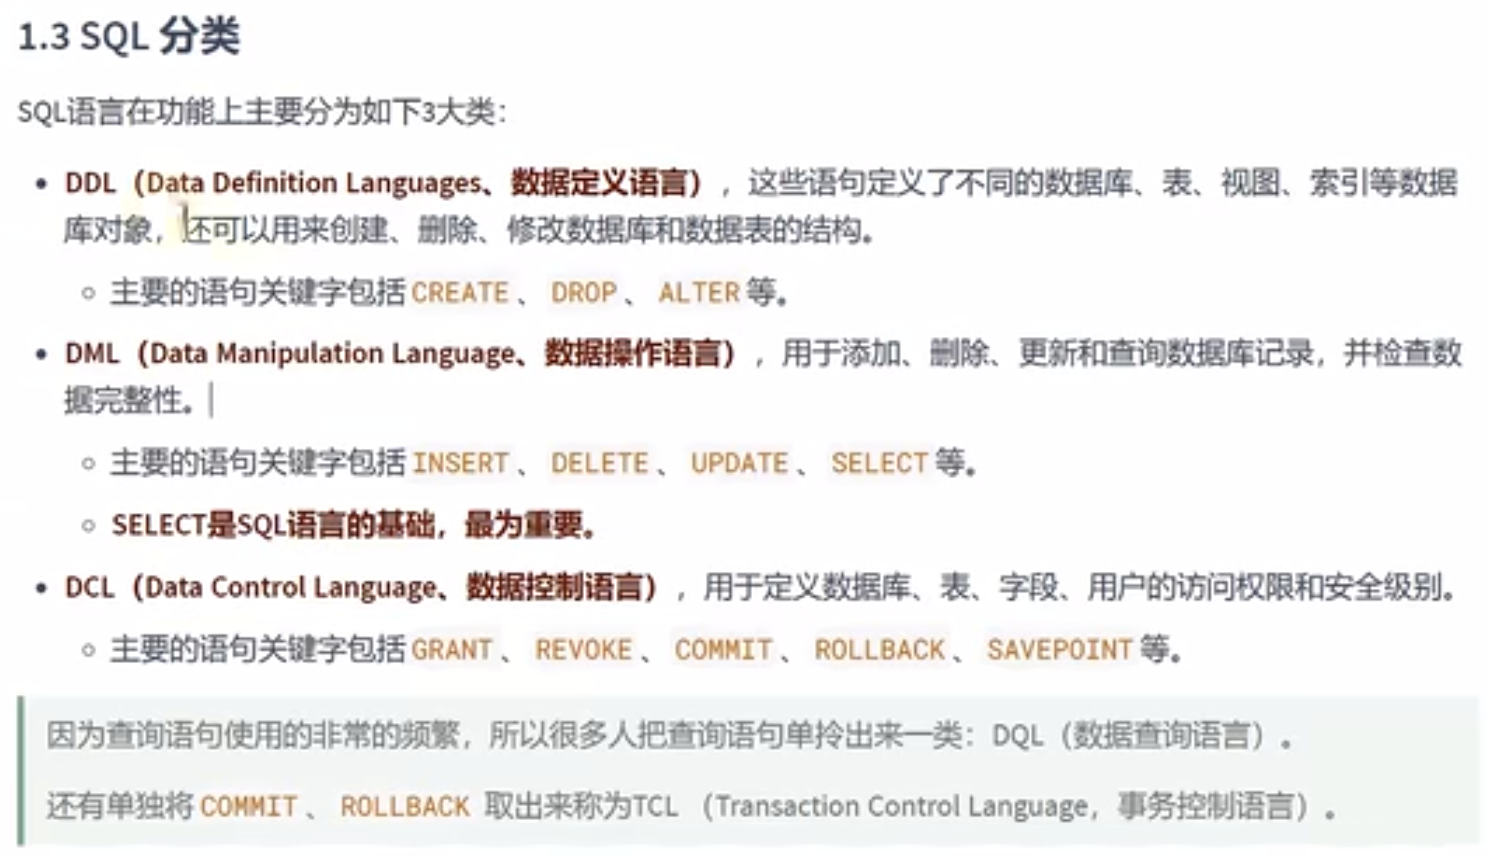 1.3 SQL 分类
SQL语言在功能上主要分为如下3大类：
• DDL（Data Definition Languages、数据定义语言），这些语句定义了不同的数据库、表、视图、索引等数据
库对象，还可以用来创建、删除、修改数据库和数据表的结构。
○ 主要的语句关键字包括 CREATE 、 DROP 、 ALTER 等。
• DML（Data Manipulation Language、数据操作语言），用于添加、删除、更新和查询数据库记录，并检查数
据完整性。
○ 主要的语句关键字包括 INSERT 、 DELETE 、 UPDATE 、 SELECT 等。
○ SELECT是SQL语言的基础，最为重要。
• DCL（Data Control Language、数据控制语言），用于定义数据库、表、字段、用户的访问权限和安全级别。
○ 主要的语句关键字包括 GRANT 、 REVOKE 、 COMMIT 、 ROLLBACK 、 SAVEPOINT 等。
因为查询语句使用的非常的频繁，所以很多人把查询语句单拎出来一类：DQL（数据查询语言）。
还有单独将 COMMIT 、 ROLLBACK 取出来称为TCL （Transaction Control Language，事务控制语言）。